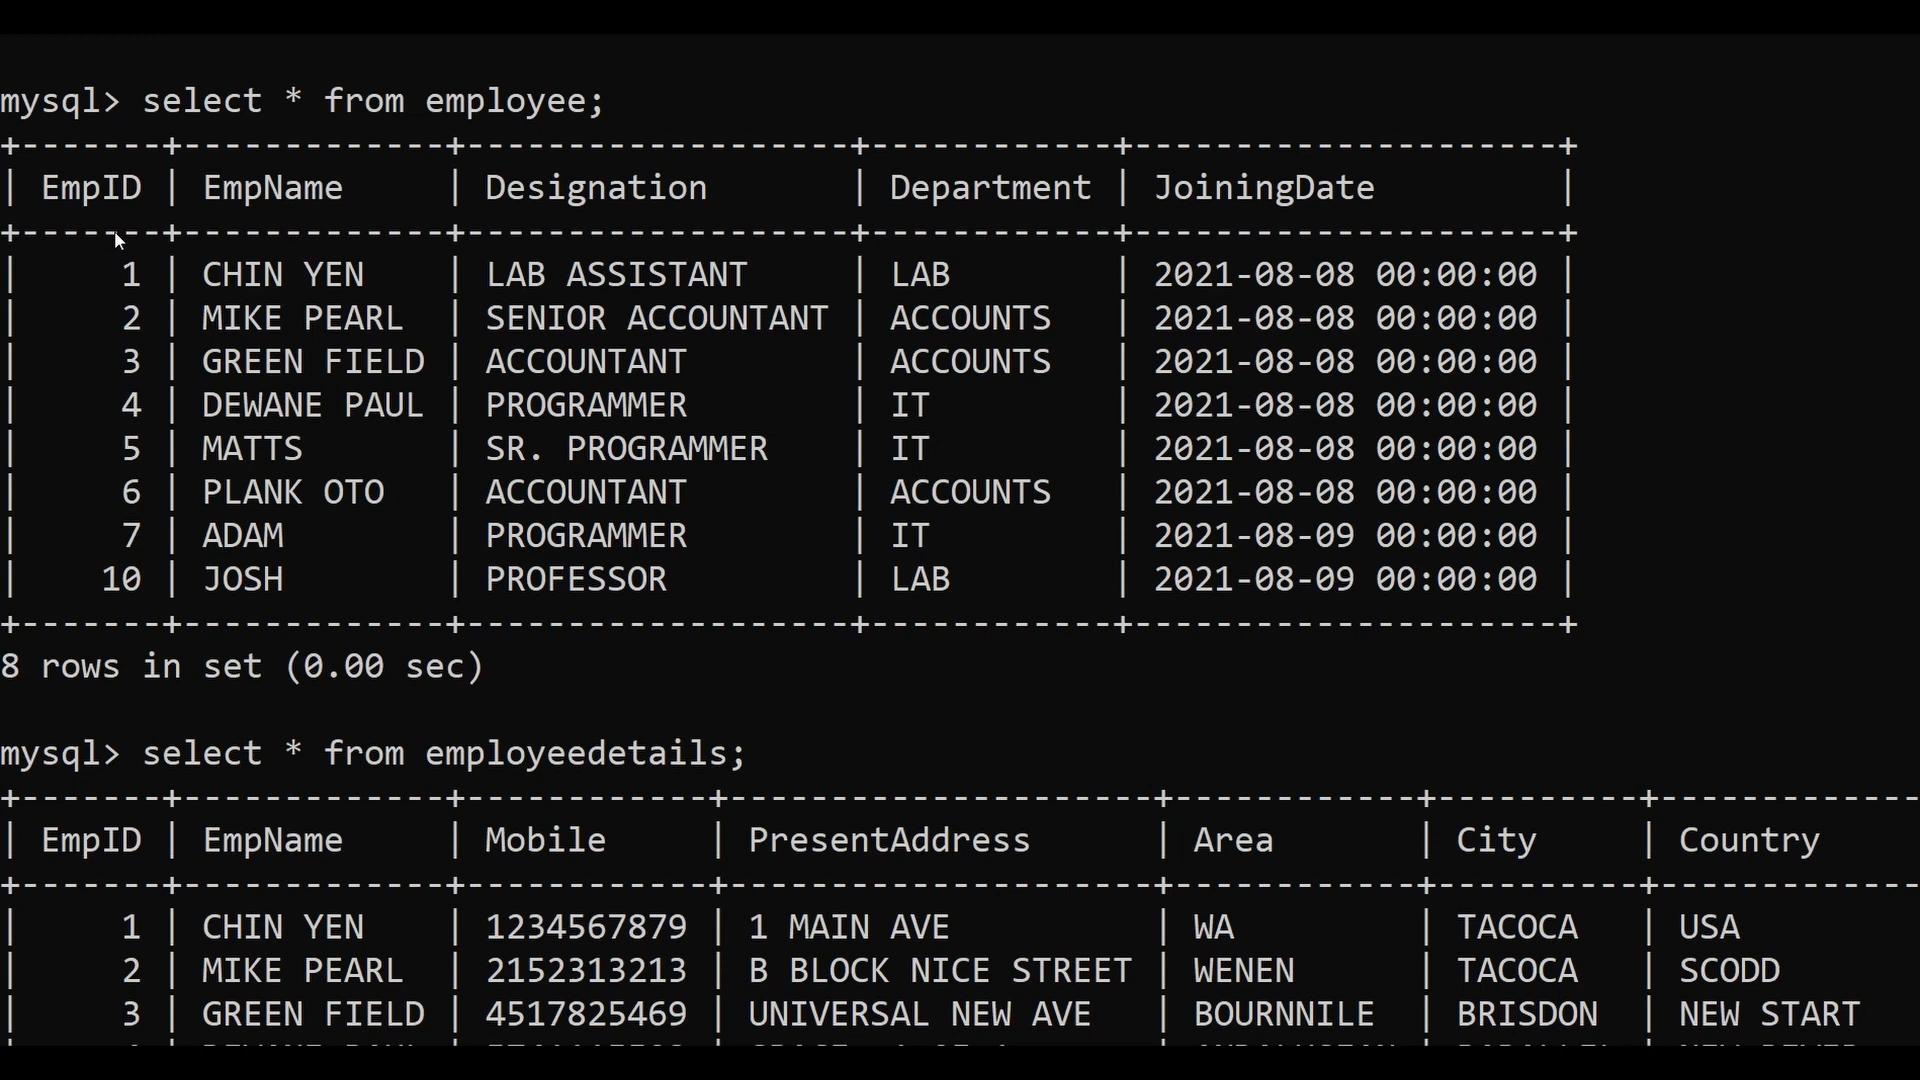 mysql> select * from employee;
+-------+-------------+------------------+------------+---------------------+
| EmpID | EmpName     | Designation       | Department | JoiningDate         |
+-------+-------------+------------------+------------+---------------------+
|     1 | CHIN YEN    | LAB ASSISTANT     | LAB        | 2021-08-08 00:00:00 |
|     2 | MIKE PEARL  | SENIOR ACCOUNTANT | ACCOUNTS   | 2021-08-08 00:00:00 |
|     3 | GREEN FIELD | ACCOUNTANT        | ACCOUNTS   | 2021-08-08 00:00:00 |
|     4 | DEWANE PAUL | PROGRAMMER        | IT         | 2021-08-08 00:00:00 |
|     5 | MATTS       | SR. PROGRAMMER    | IT         | 2021-08-08 00:00:00 |
|     6 | PLANK OTO   | ACCOUNTANT        | ACCOUNTS   | 2021-08-08 00:00:00 |
|     7 | ADAM        | PROGRAMMER        | IT         | 2021-08-09 00:00:00 |
|    10 | JOSH        | PROFESSOR         | LAB        | 2021-08-09 00:00:00 |
+-------+-------------+------------------+------------+---------------------+
8 rows in set (0.00 sec)
mysql> select * from employeedetails;
+-------+-------------+------------+---------------------+------------+----------+-------------
| EmpID | EmpName     | Mobile     | PresentAddress      | Area       | City     | Country
+-------+-------------+------------+---------------------+------------+----------+-------------
|     1 | CHIN YEN    | 1234567879 | 1 MAIN AVE          | WA         | TACOCA   | USA
|     2 | MIKE PEARL  | 2152313213 | B BLOCK NICE STREET | WENEN      | TACOCA   | SCODD
|     3 | GREEN FIELD | 4517825469 | UNIVERSAL NEW AVE   | BOURNNILE  | BRISDON  | NEW START